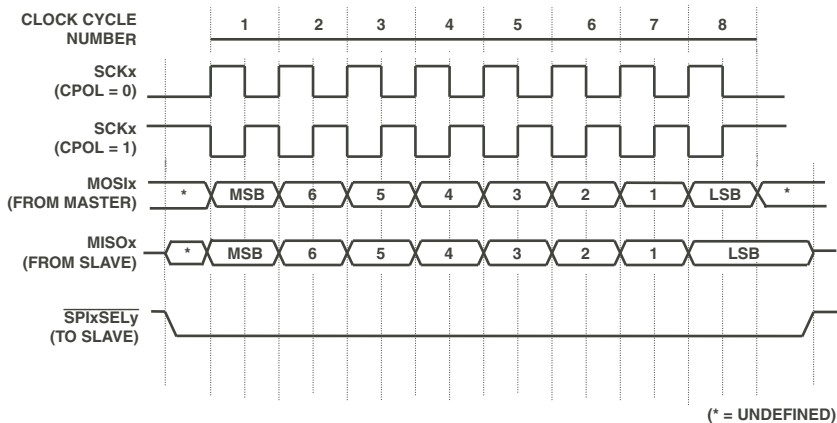 CLOCK CYCLE
NUMBER
1 2 3 4 5 6 7 8
SCKx
(CPOL = 0)
SCKx
(CPOL = 1)
MOSIx
(FROM MASTER)
* MSB 6 5 4 3 2 1 LSB *
MISOx
(FROM SLAVE)
* MSB 6 5 4 3 2 1 LSB
SPIxSELy
(TO SLAVE)
(* = UNDEFINED)